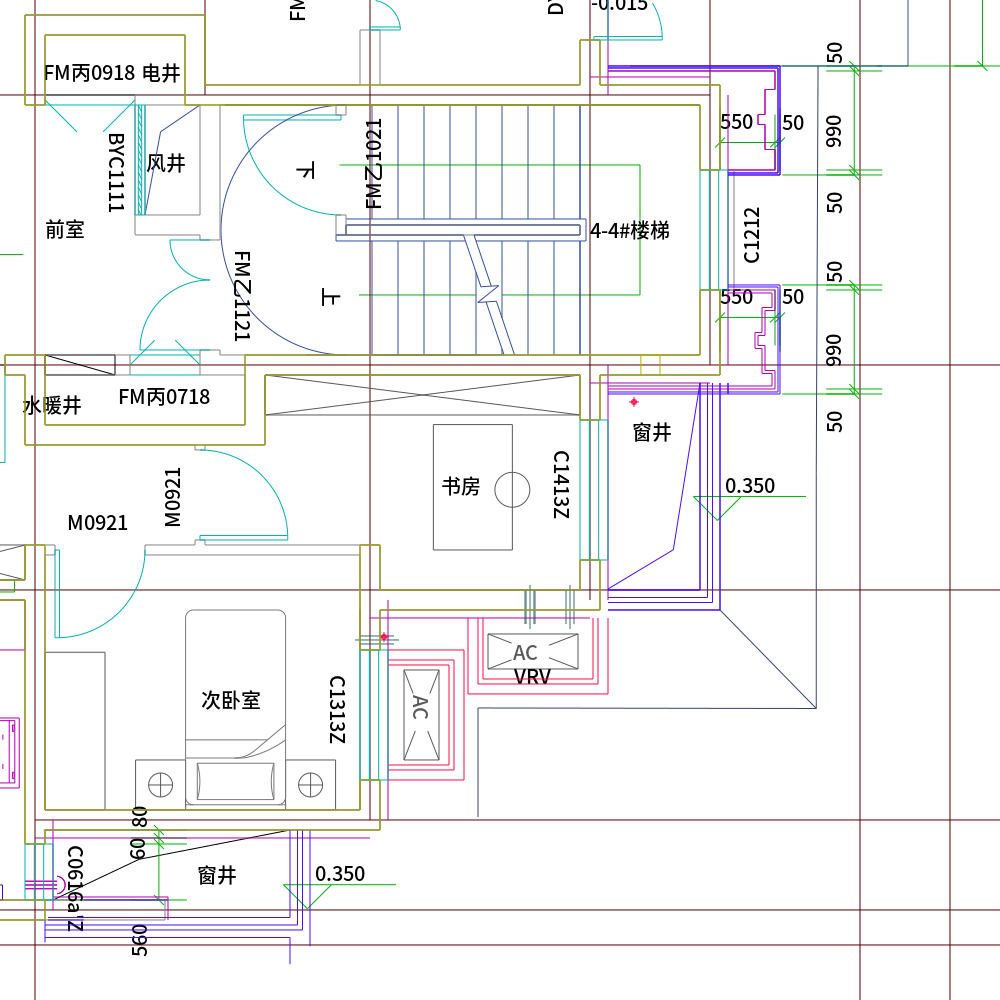 FM
D
-0.015
50
FM丙0918 电井
550
50
990
BYC1111
风井
下
FM乙1021
前室
4-4#楼梯
C1212
50
FM乙1121
上
50
550
50
990
水暖井
FM丙0718
窗井
50
M0921
书房
C1413Z
0.350
M0921
AC
VRV
次卧室
C1313Z
AC
80
60
C0616a'Z
窗井
0.350
560